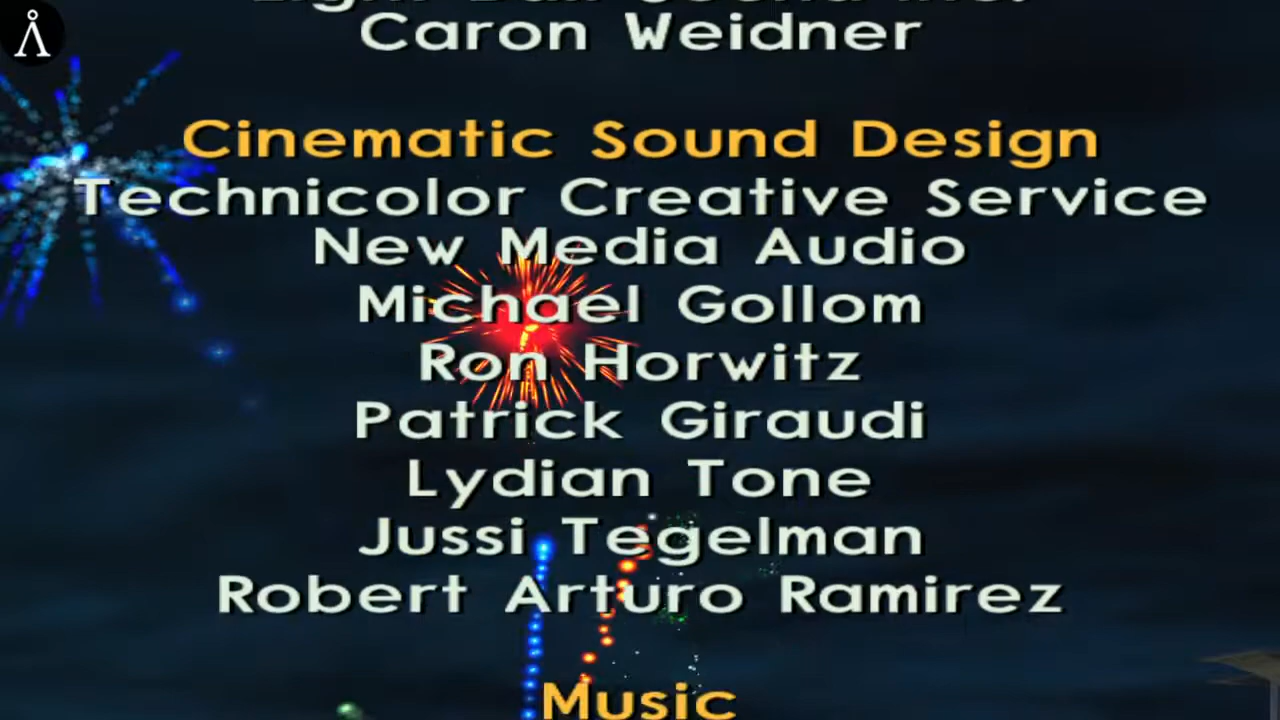 Caron Weidner
Cinematic Sound Design
Technicolor Creative Service
New Media Audio
Michael Gollom
Ron Horwitz
Patrick Giraudi
Lydian Tone
Jussi Tegelman
Robert Arturo Ramirez
Music